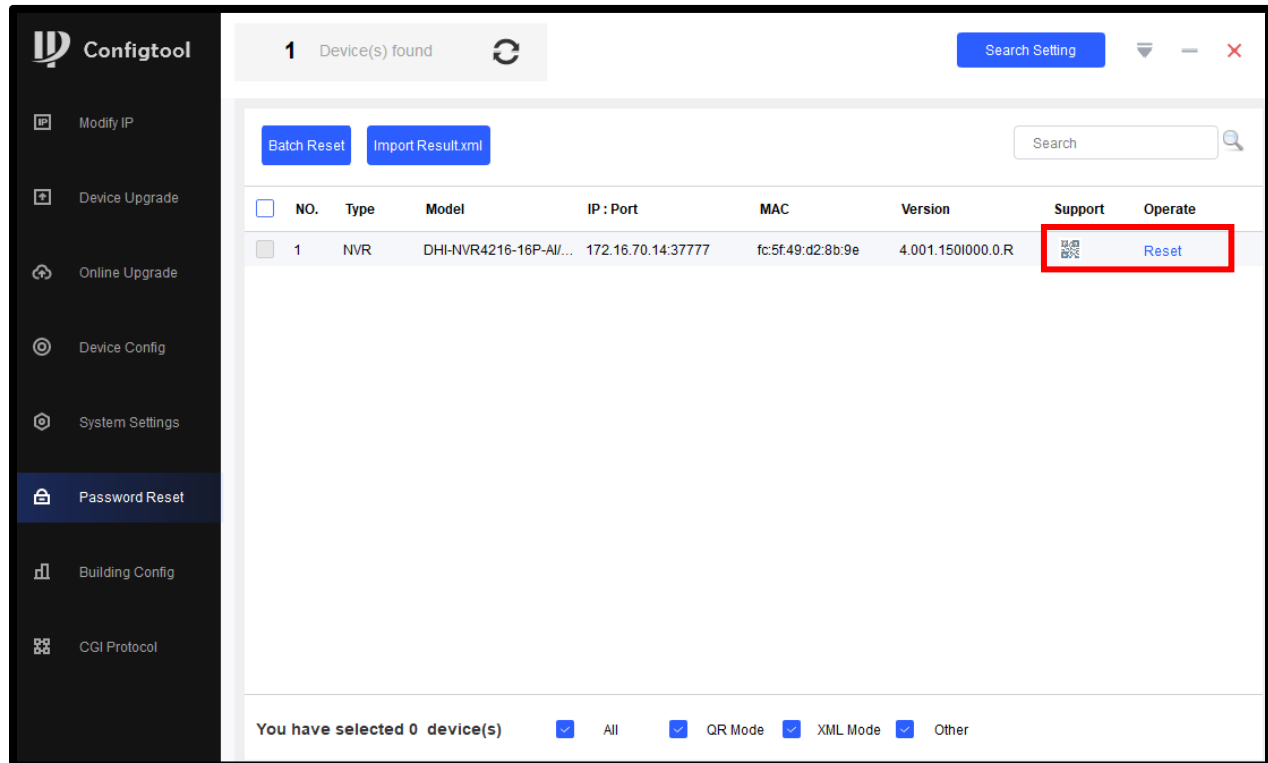 IP Configtool
1 Device(s) found
Search Setting
Modify IP
Device Upgrade
Online Upgrade
Device Config
System Settings
Password Reset
Building Config
CGI Protocol
Batch Reset Import Result.xml
Search
NO. Type Model IP : Port MAC Version Support Operate
1 NVR DHI-NVR4216-16P-AI/... 172.16.70.14:37777 fc:5f:49:d2:8b:9e 4.001.150I000.0.R Reset
You have selected 0 device(s) All QR Mode XML Mode Other